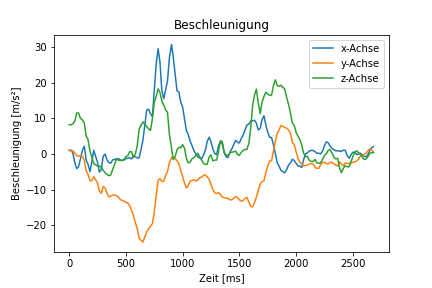 Beschleunigung
x-Achse
y-Achse
z-Achse
Beschleunigung [m/s²]
30
20
10
0
−10
−20
0
500
1000
1500
2000
2500
Zeit [ms]